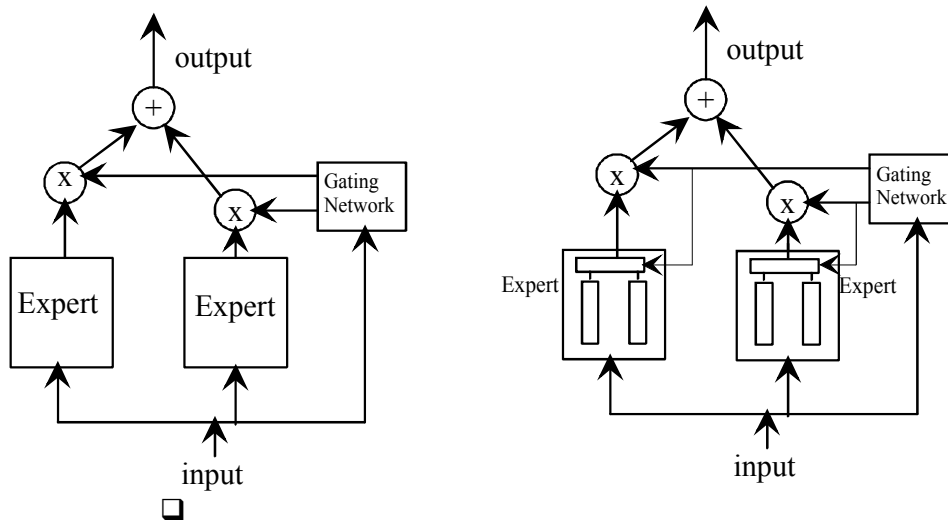 output
+
x
Gating
Network
x
Expert
Expert
input
output
+
x
Gating
Network
x
Expert
Expert
input